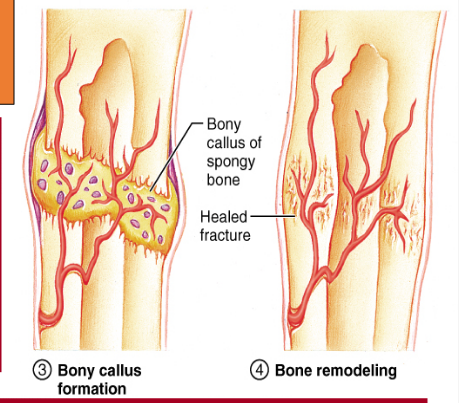 Bony
callus of
spongy
bone
Healed
fracture
③ Bony callus
formation
④ Bone remodeling